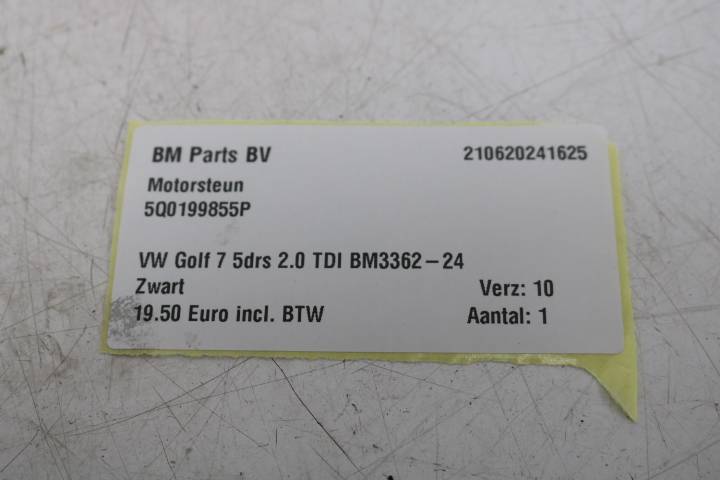 BM Parts BV 210620241625
Motorsteun
5Q0199855P
VW Golf 7 5drs 2.0 TDI BM3362-24
Zwart Verz: 10
19.50 Euro incl. BTW Aantal: 1